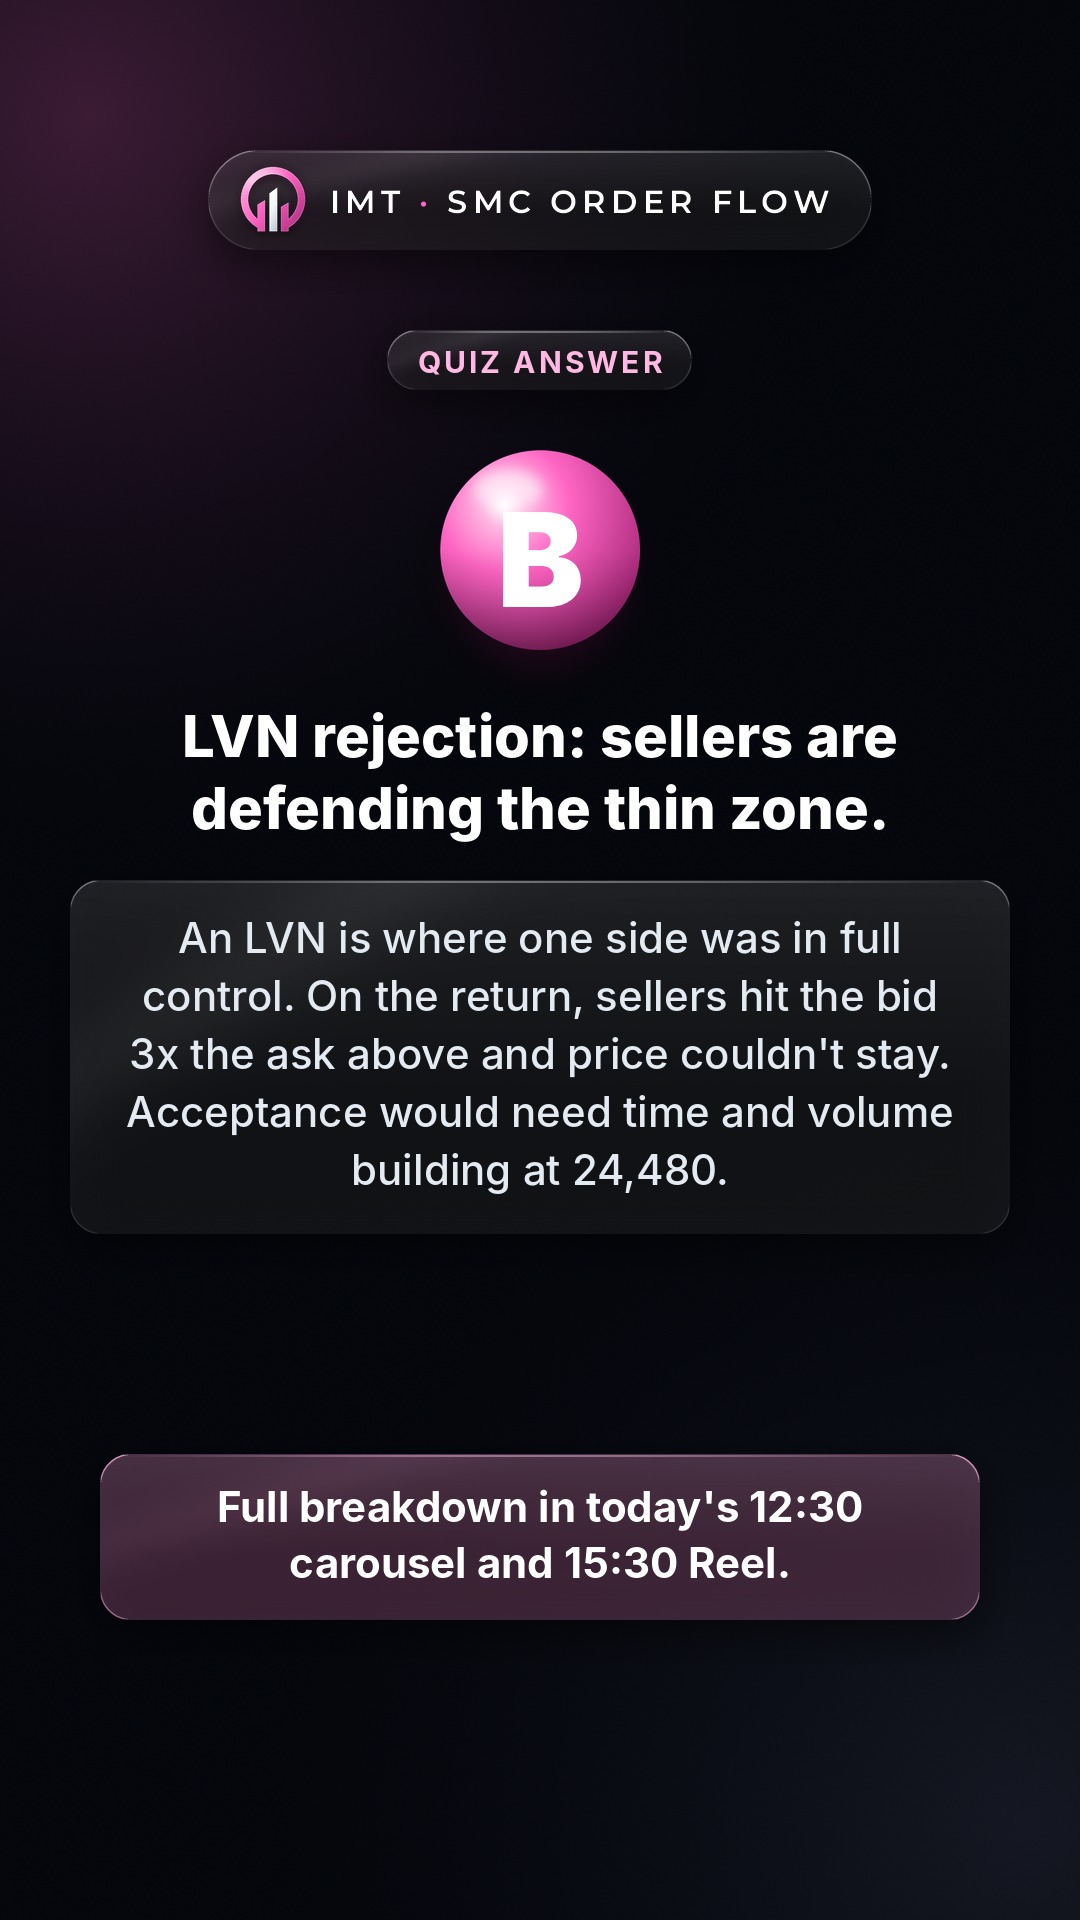 IMT · SMC ORDER FLOW
QUIZ ANSWER
B
LVN rejection: sellers are
defending the thin zone.
An LVN is where one side was in full
control. On the return, sellers hit the bid
3x the ask above and price couldn't stay.
Acceptance would need time and volume
building at 24,480.
Full breakdown in today's 12:30
carousel and 15:30 Reel.